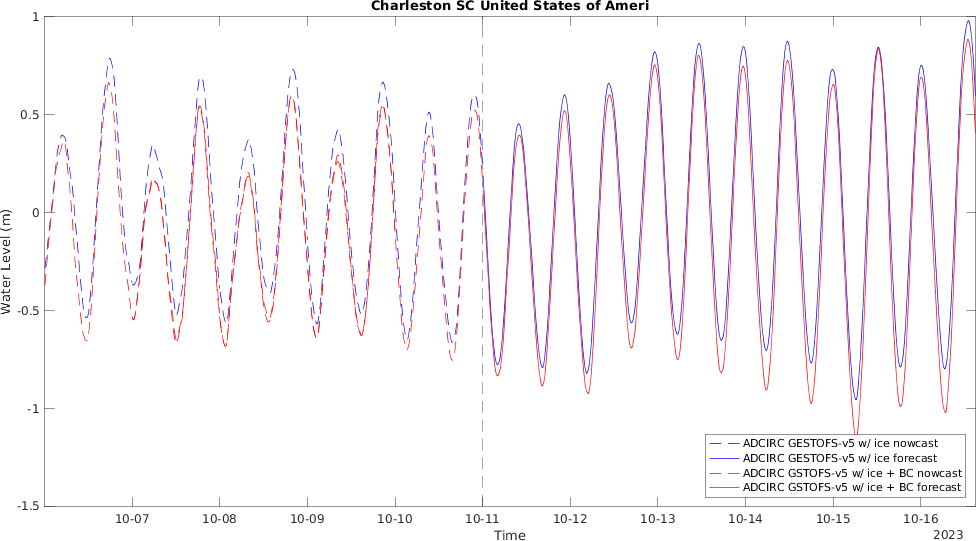 Charleston SC United States of Ameri
1
0.5
0
-0.5
-1
-1.5
Water Level (m)
ADCIRC GESTOFS-v5 w/ ice nowcast
ADCIRC GESTOFS-v5 w/ ice forecast
ADCIRC GSTOFS-v5 w/ ice + BC nowcast
ADCIRC GSTOFS-v5 w/ ice + BC forecast
10-07 10-08 10-09 10-10 10-11 10-12 10-13 10-14 10-15 10-16
Time
2023